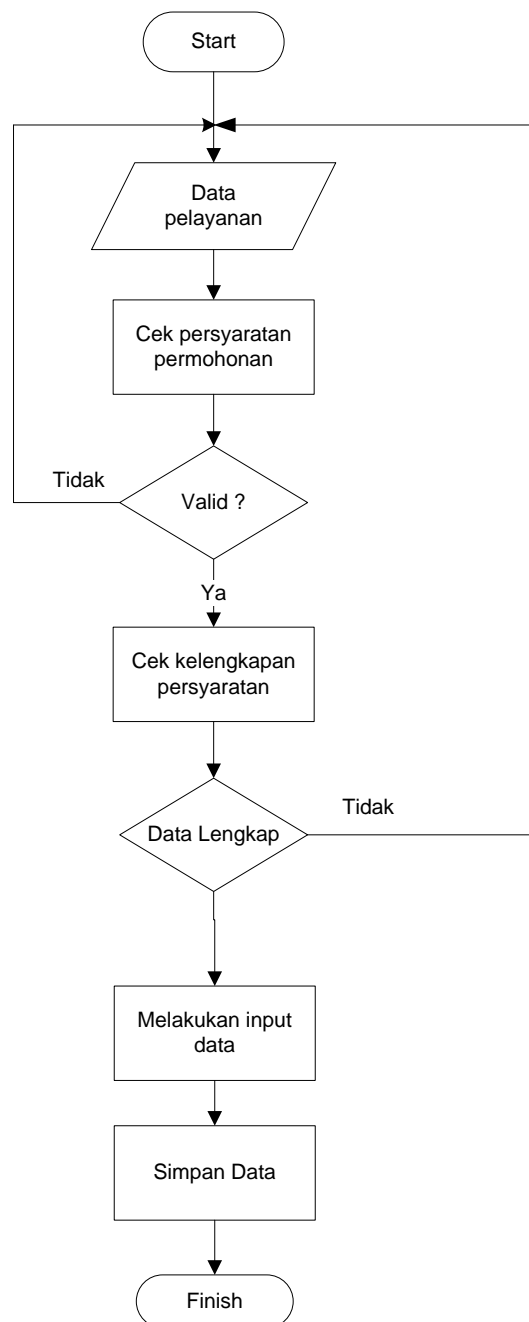 Start
Data
pelayanan
Cek persyaratan
permohonan
Tidak
Valid ?
Ya
Cek kelengkapan
persyaratan
Tidak
Data Lengkap
Melakukan input
data
Simpan Data
Finish